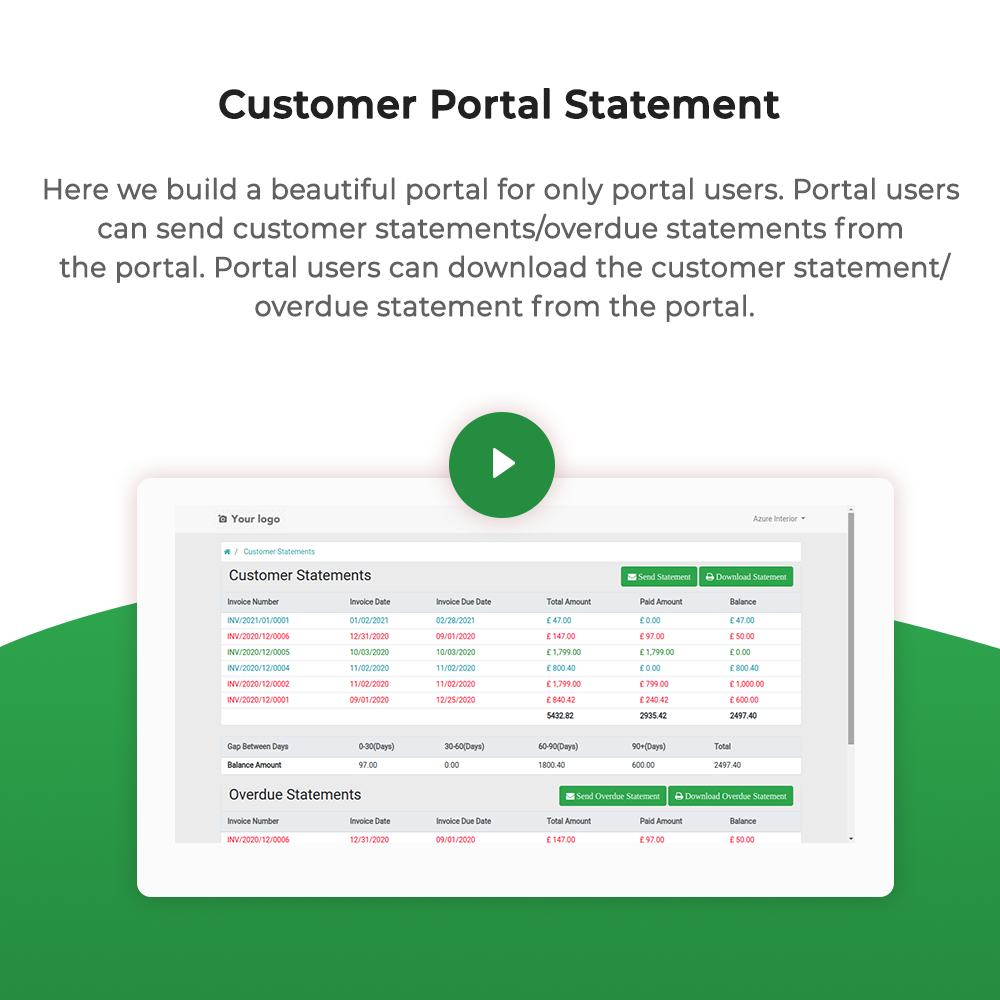 Customer Portal Statement
Here we build a beautiful portal for only portal users. Portal users
can send customer statements/overdue statements from
the portal. Portal users can download the customer statement/
overdue statement from the portal.
Your logo
Azure Interior
/ Customer Statements
Customer Statements
Send Statement
Download Statement
Invoice Number Invoice Date Invoice Due Date Total Amount Paid Amount Balance
INV/2021/01/0001 01/02/2021 02/28/2021 £ 47.00 £ 0.00 £ 47.00
INV/2020/12/0006 12/31/2020 09/01/2020 £ 147.00 £ 97.00 £ 50.00
INV/2020/12/0005 10/03/2020 10/03/2020 £ 1,799.00 £ 1,799.00 £ 0.00
INV/2020/12/0004 11/02/2020 11/02/2020 £ 800.40 £ 0.00 £ 800.40
INV/2020/12/0002 11/02/2020 11/02/2020 £ 1,799.00 £ 799.00 £ 1,000.00
INV/2020/12/0001 09/01/2020 12/25/2020 £ 840.42 £ 240.42 £ 600.00
5432.82 2935.42 2497.40
Gap Between Days 0-30(Days) 30-60(Days) 60-90(Days) 90+(Days) Total
Balance Amount 97.00 0.00 1800.40 600.00 2497.40
Overdue Statements
Send Overdue Statement
Download Overdue Statement
Invoice Number Invoice Date Invoice Due Date Total Amount Paid Amount Balance
INV/2020/12/0006 12/31/2020 09/01/2020 £ 147.00 £ 97.00 £ 50.00